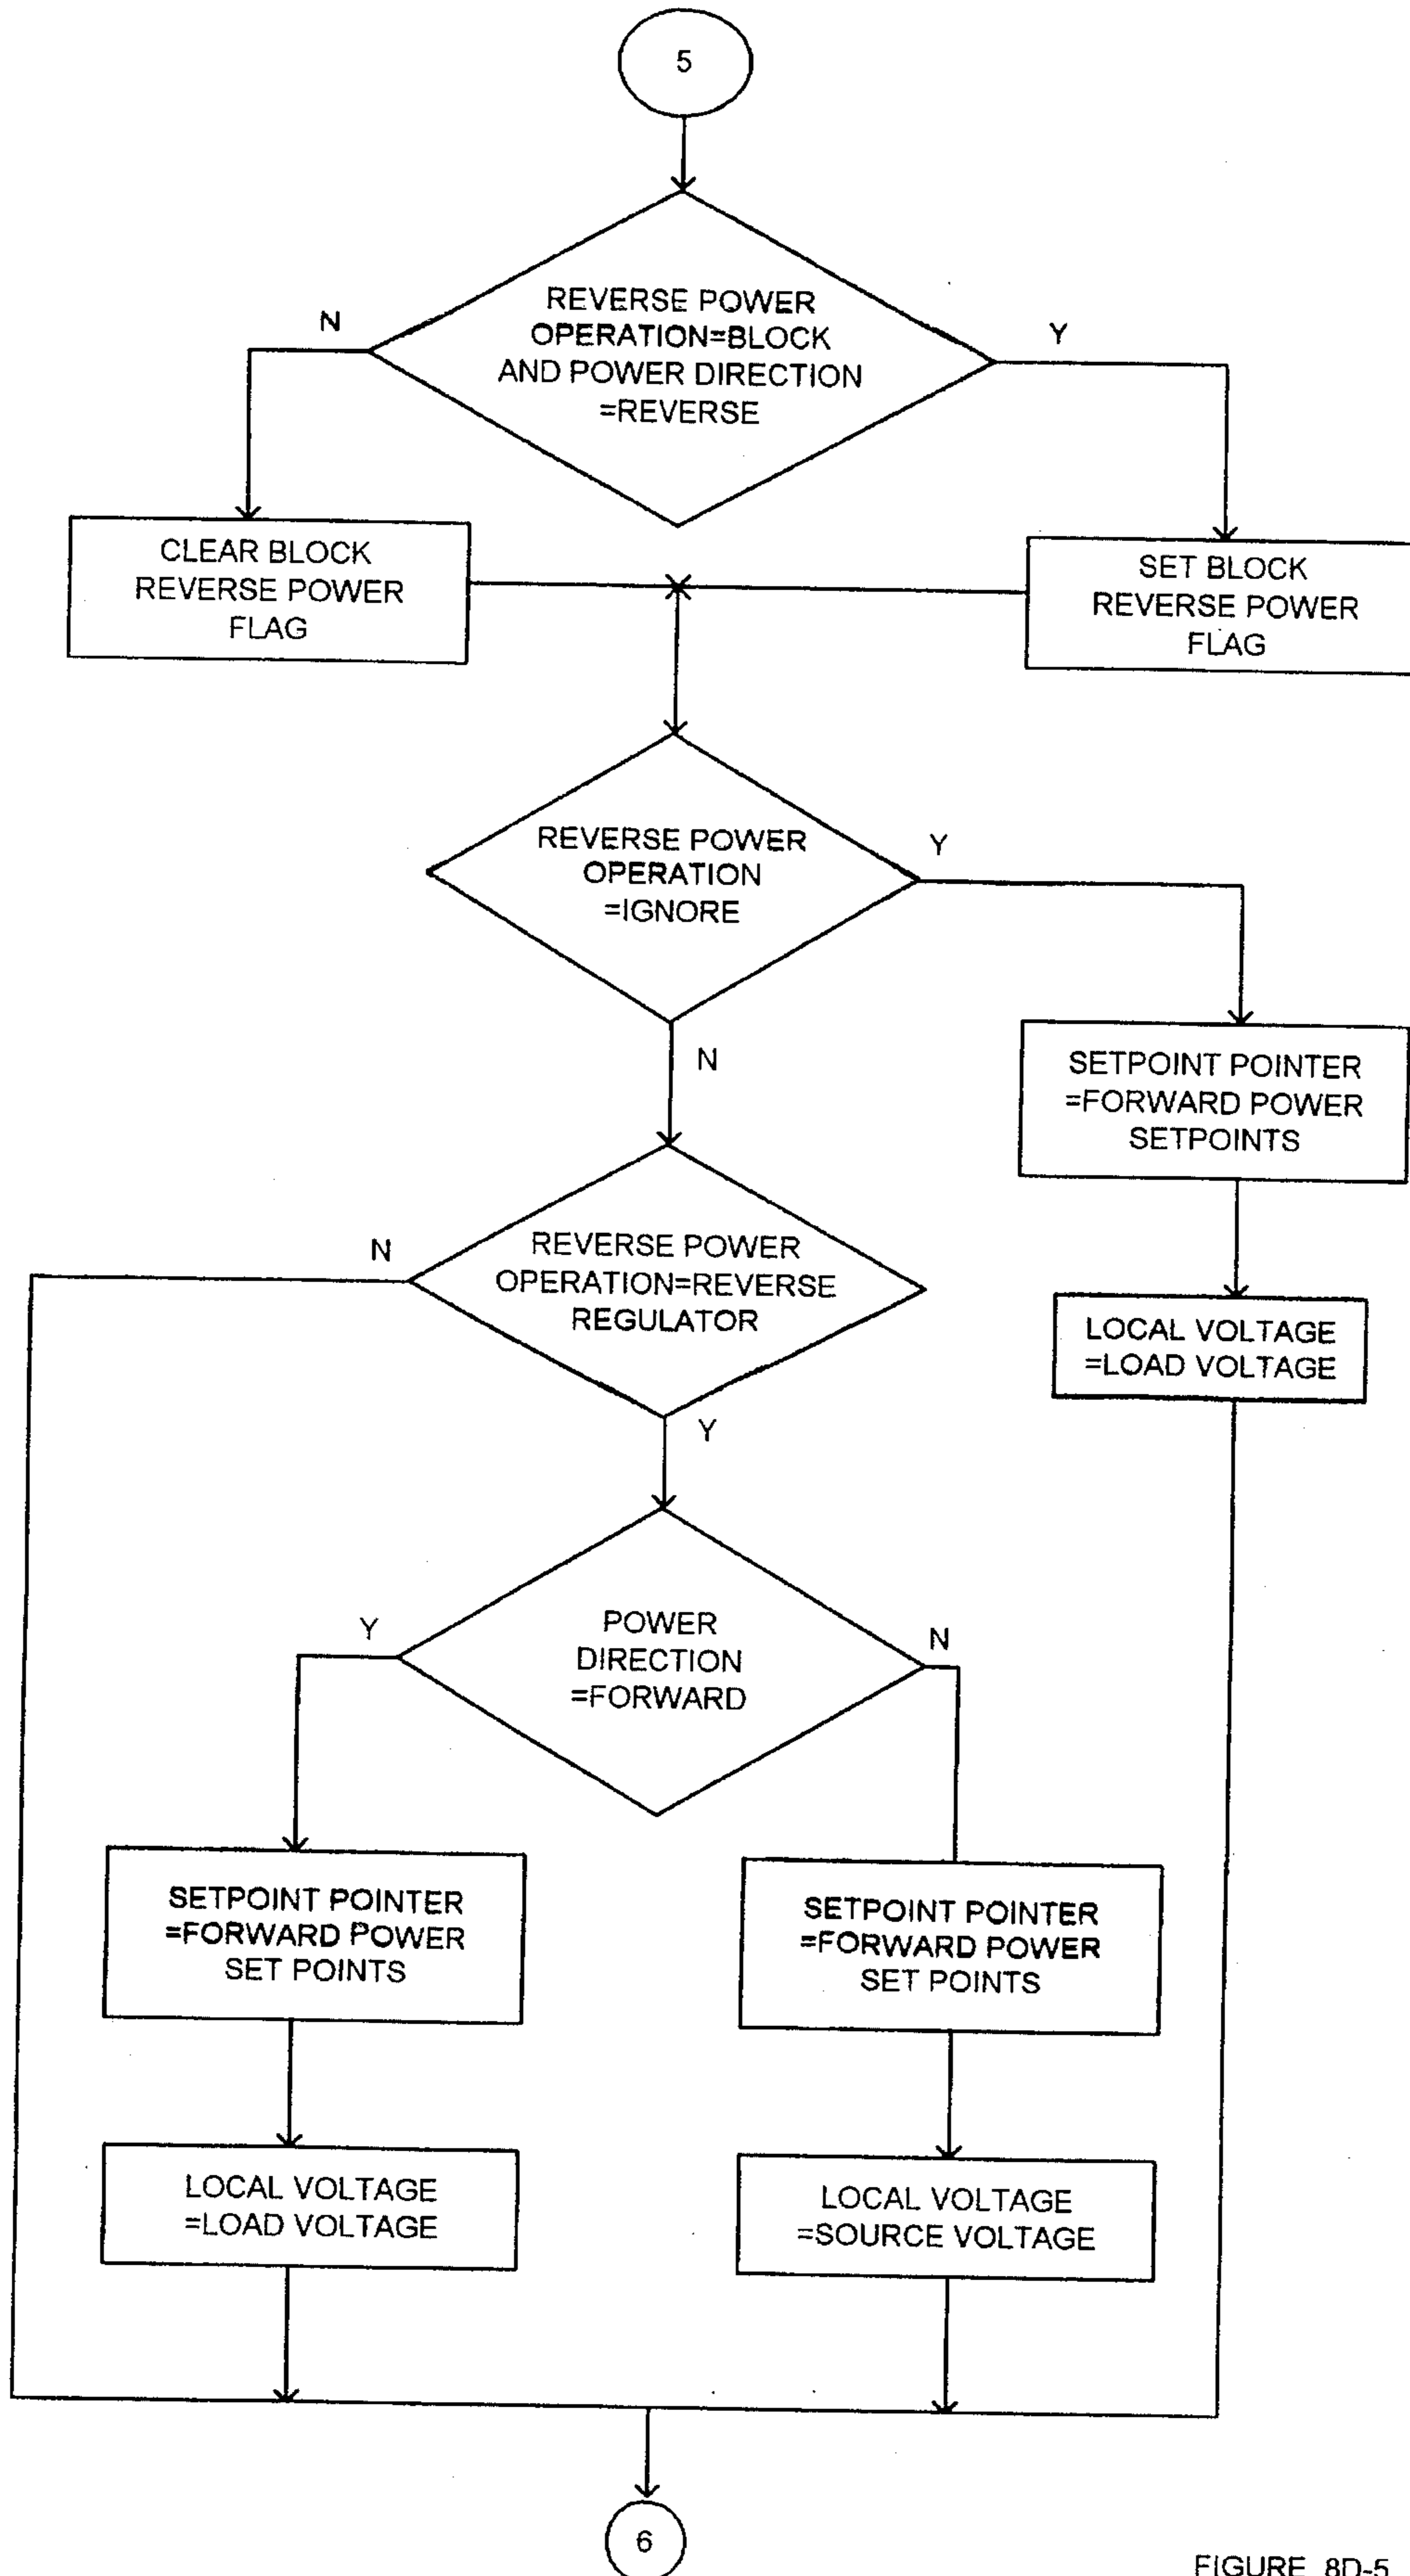 5
REVERSE POWER
OPERATION=BLOCK
AND POWER DIRECTION
=REVERSE
N
Y
CLEAR BLOCK
REVERSE POWER
FLAG
SET BLOCK
REVERSE POWER
FLAG
REVERSE POWER
OPERATION
=IGNORE
Y
N
SETPOINT POINTER
=FORWARD POWER
SETPOINTS
LOCAL VOLTAGE
=LOAD VOLTAGE
REVERSE POWER
OPERATION=REVERSE
REGULATOR
N
Y
POWER
DIRECTION
=FORWARD
Y
N
SETPOINT POINTER
=FORWARD POWER
SET POINTS
SETPOINT POINTER
=FORWARD POWER
SET POINTS
LOCAL VOLTAGE
=LOAD VOLTAGE
LOCAL VOLTAGE
=SOURCE VOLTAGE
6
FIGURE 8D-5